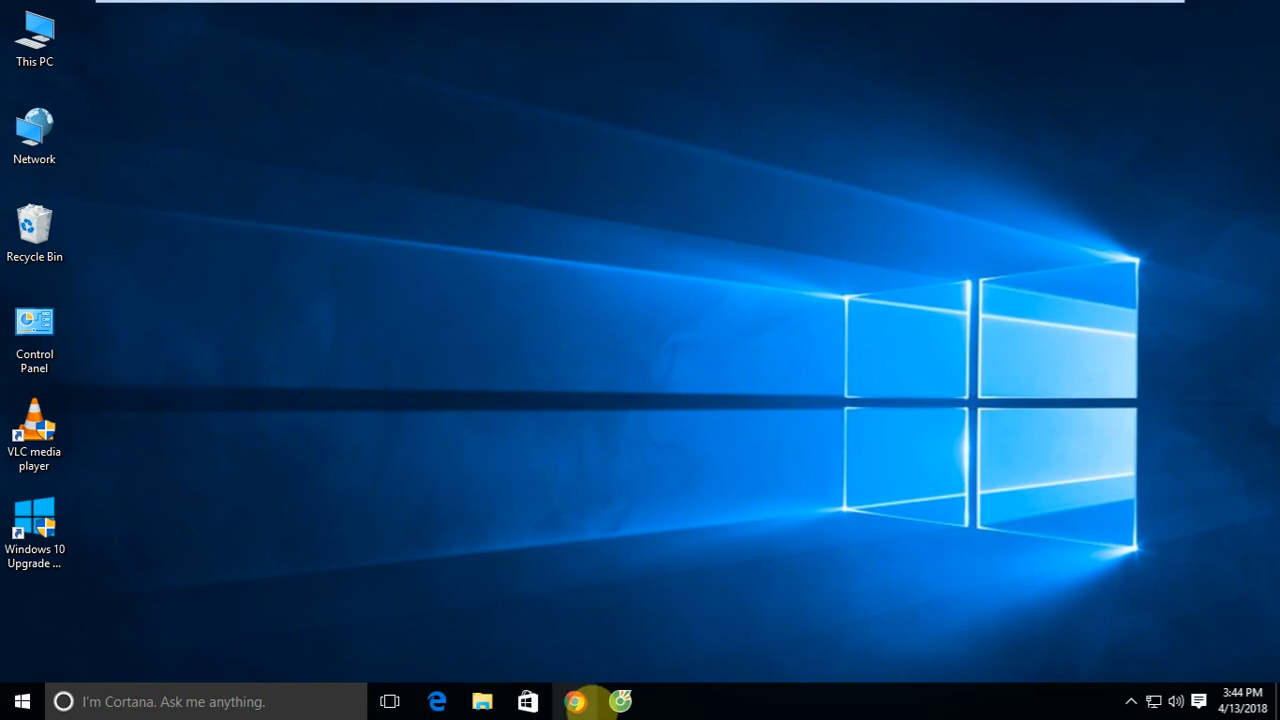 This PC
Network
Recycle Bin
Control
Panel
VLC media
player
Windows 10
Upgrade ...
I'm Cortana. Ask me anything.
3:44 PM
4/13/2018